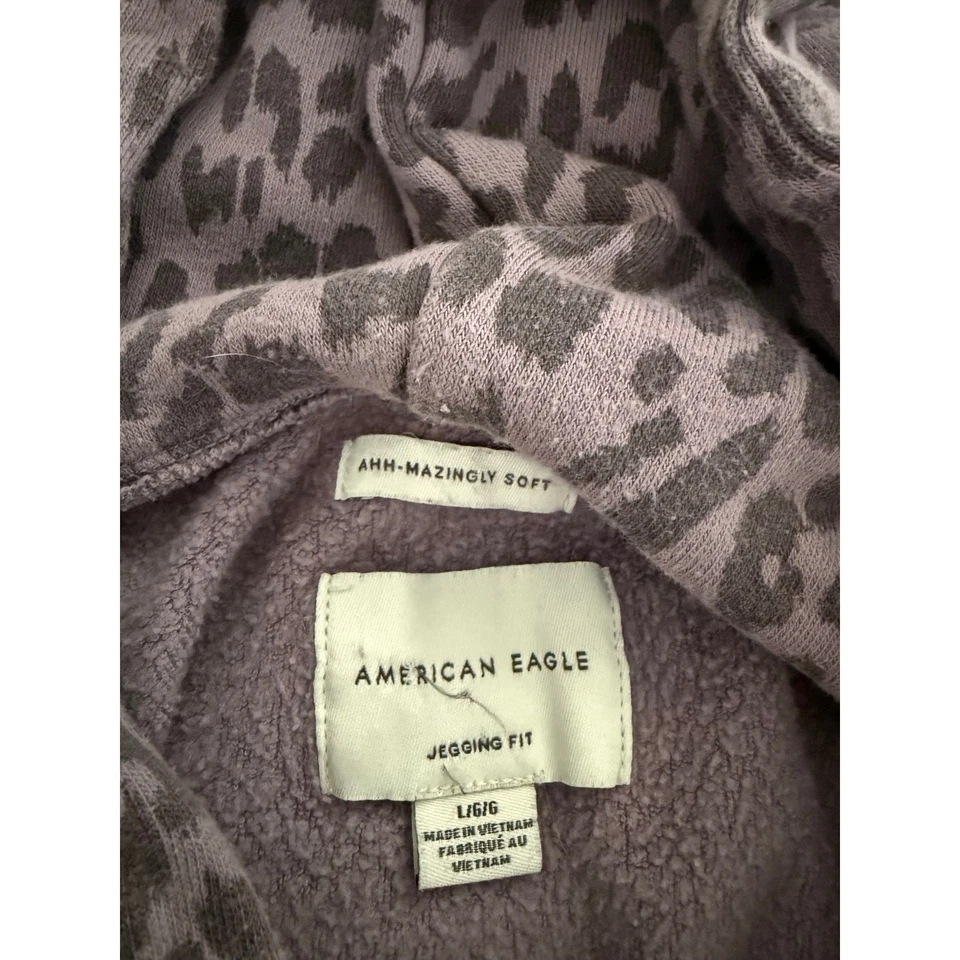 AHH-MAZINGLY SOFT
AMERICAN EAGLE
JEGGING FIT
L/G/G
MADE IN VIETNAM
FABRIQUÉ AU
VIETNAM